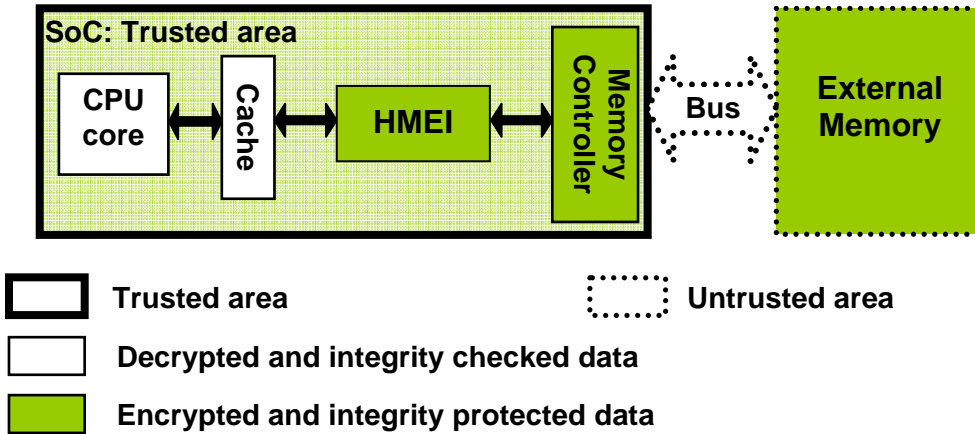 SoC: Trusted area
CPU
core
Cache
HMEI
Memory
Controller
Bus
External
Memory
Trusted area
Untrusted area
Decrypted and integrity checked data
Encrypted and integrity protected data